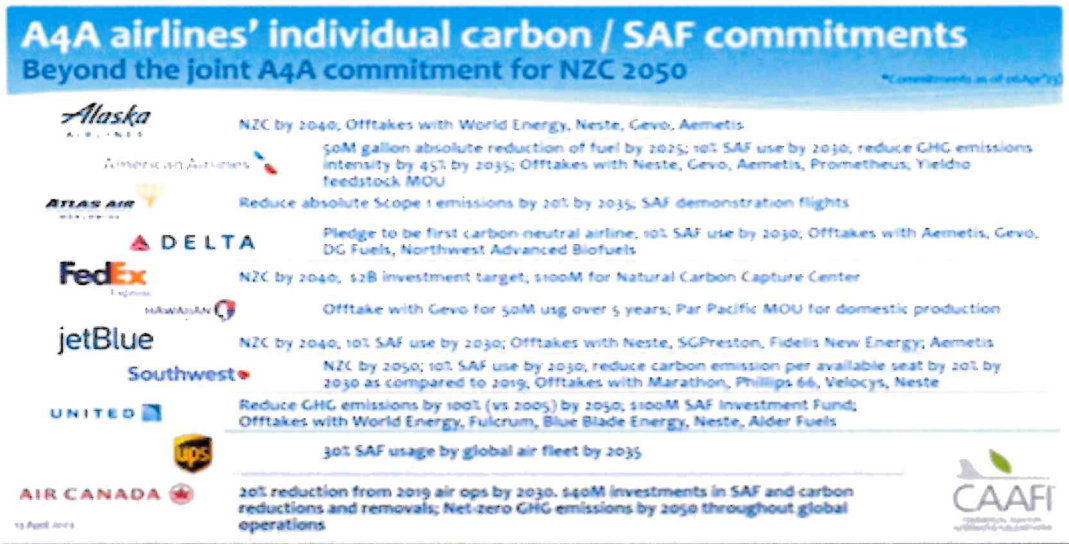 A4A airlines' individual carbon / SAF commitments
Beyond the joint A4A commitment for NZC 2050
*Commitments as of 06Apr'23)
Alaska
AIRLINES
NZC by 2040; Offtakes with World Energy, Neste, Gevo, Aemetis
American Airlines
50M gallon absolute reduction of fuel by 2025; 10% SAF use by 2030, reduce GHG emissions
intensity by 45% by 2035; Offtakes with Neste, Gevo, Aemetis, Prometheus; Yield10
feedstock MOU
ATLAS AIR
WORLDWIDE
Reduce absolute Scope 1 emissions by 20% by 2035; SAF demonstration flights
DELTA
Pledge to be first carbon-neutral airline, 10% SAF use by 2030; Offtakes with Aemetis, Gevo,
DG Fuels, Northwest Advanced Biofuels
FedEx
Express
NZC by 2040; $2B investment target; $100M for Natural Carbon Capture Center
HAWAIIAN
Offtake with Gevo for 50M usg over 5 years; Par Pacific MOU for domestic production
jetBlue
NZC by 2040, 10% SAF use by 2030; Offtakes with Neste, SGPreston, Fidelis New Energy; Aemetis
Southwest
NZC by 2050; 10% SAF use by 2030; reduce carbon emission per available seat by 20% by
2030 as compared to 2019; Offtakes with Marathon, Phillips 66, Velocys, Neste
UNITED
Reduce GHG emissions by 100% (vs 2005) by 2050; $100M SAF Investment Fund;
Offtakes with World Energy, Fulcrum, Blue Blade Energy, Neste, Alder Fuels
ups
30% SAF usage by global air fleet by 2035
AIR CANADA
20% reduction from 2019 air ops by 2030. $40M investments in SAF and carbon
reductions and removals; Net-zero GHG emissions by 2050 throughout global
operations
CAAFI
April